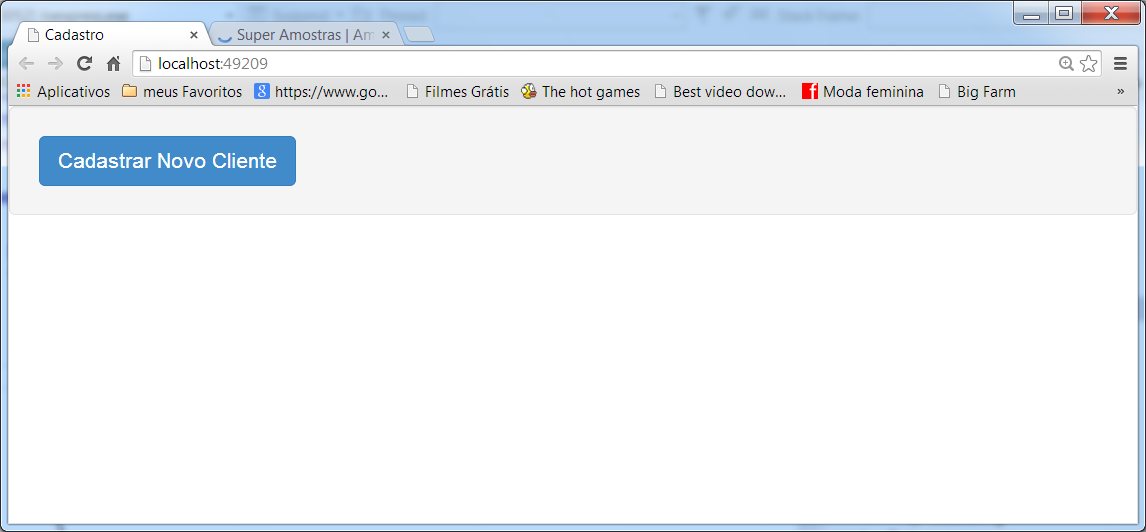 Cadastro
Super Amostras | Am
localhost:49209
Aplicativos meus Favoritos https://www.go... Filmes Grátis The hot games Best video dow... Moda feminina Big Farm »
Cadastrar Novo Cliente